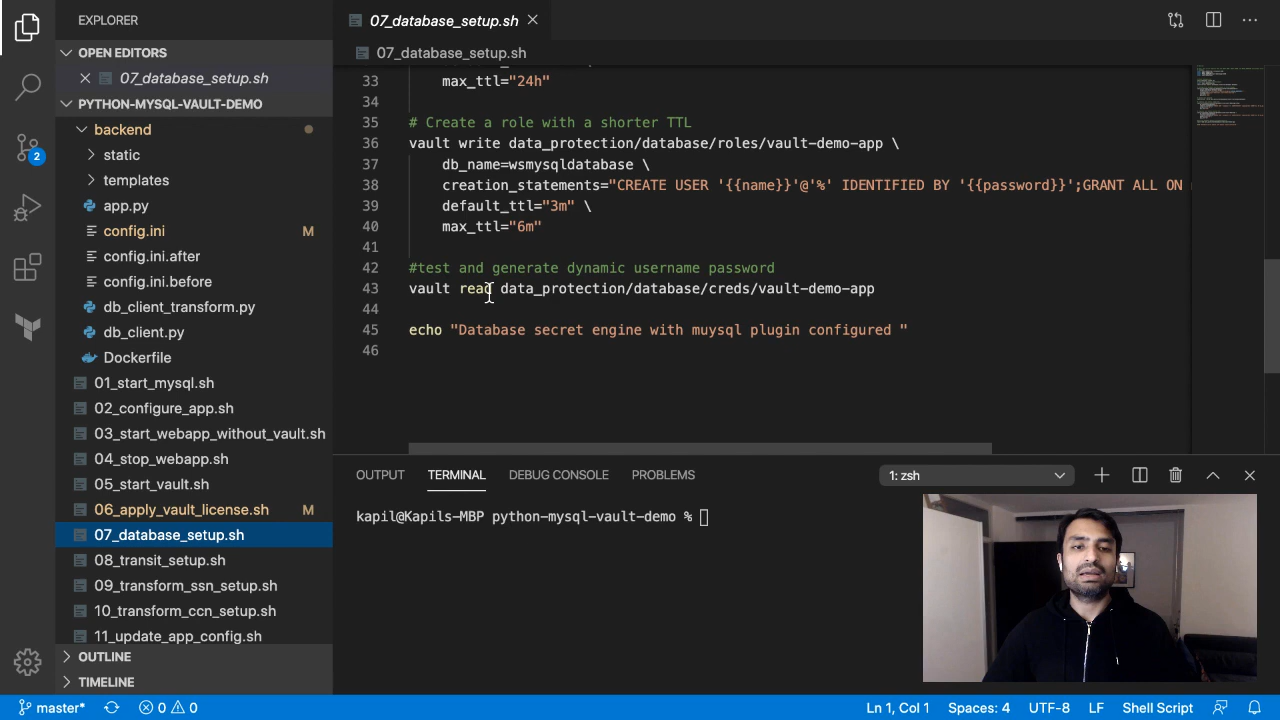 EXPLORER
OPEN EDITORS
07_database_setup.sh
PYTHON-MYSQL-VAULT-DEMO
backend
static
templates
app.py
config.ini M
config.ini.after
config.ini.before
db_client_transform.py
db_client.py
Dockerfile
01_start_mysql.sh
02_configure_app.sh
03_start_webapp_without_vault.sh
04_stop_webapp.sh
05_start_vault.sh
06_apply_vault_license.sh M
07_database_setup.sh
08_transit_setup.sh
09_transform_ssn_setup.sh
10_transform_ccn_setup.sh
11_update_app_config.sh
OUTLINE
TIMELINE
2
07_database_setup.sh
07_database_setup.sh
33 max_ttl="24h"
34
35 # Create a role with a shorter TTL
36 vault write data_protection/database/roles/vault-demo-app \
37 db_name=wsmysqldatabase \
38 creation_statements="CREATE USER '{{name}}'@'%' IDENTIFIED BY '{{password}}';GRANT ALL ON
39 default_ttl="3m" \
40 max_ttl="6m"
41
42 #test and generate dynamic username password
43 vault read data_protection/database/creds/vault-demo-app
44
45 echo "Database secret engine with muysql plugin configured "
46
OUTPUT TERMINAL DEBUG CONSOLE PROBLEMS 1: zsh
kapil@Kapils-MBP python-mysql-vault-demo %
master* 0 0 Ln 1, Col 1 Spaces: 4 UTF-8 LF Shell Script